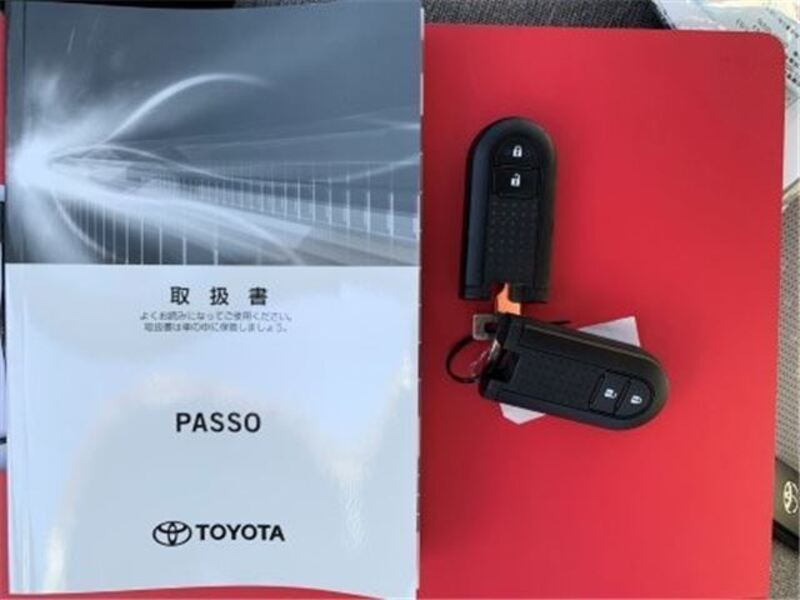 取扱書
よくお読みになってご使用ください。
取扱書は車の中に保管しましょう。
PASSO
TOYOTA